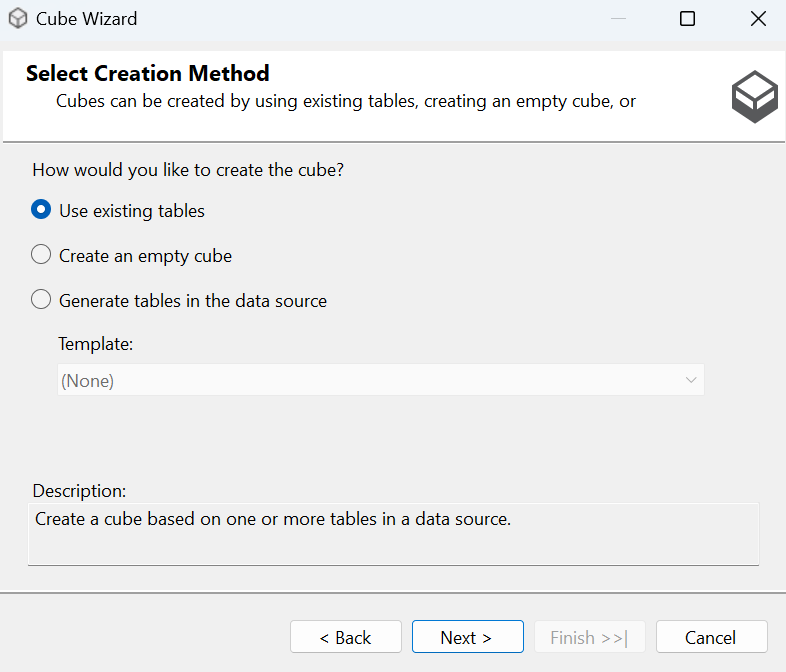 Cube Wizard
Select Creation Method
Cubes can be created by using existing tables, creating an empty cube, or
How would you like to create the cube?
Use existing tables
Create an empty cube
Generate tables in the data source
Template:
(None)
Description:
Create a cube based on one or more tables in a data source.
< Back
Next >
Finish >>|
Cancel